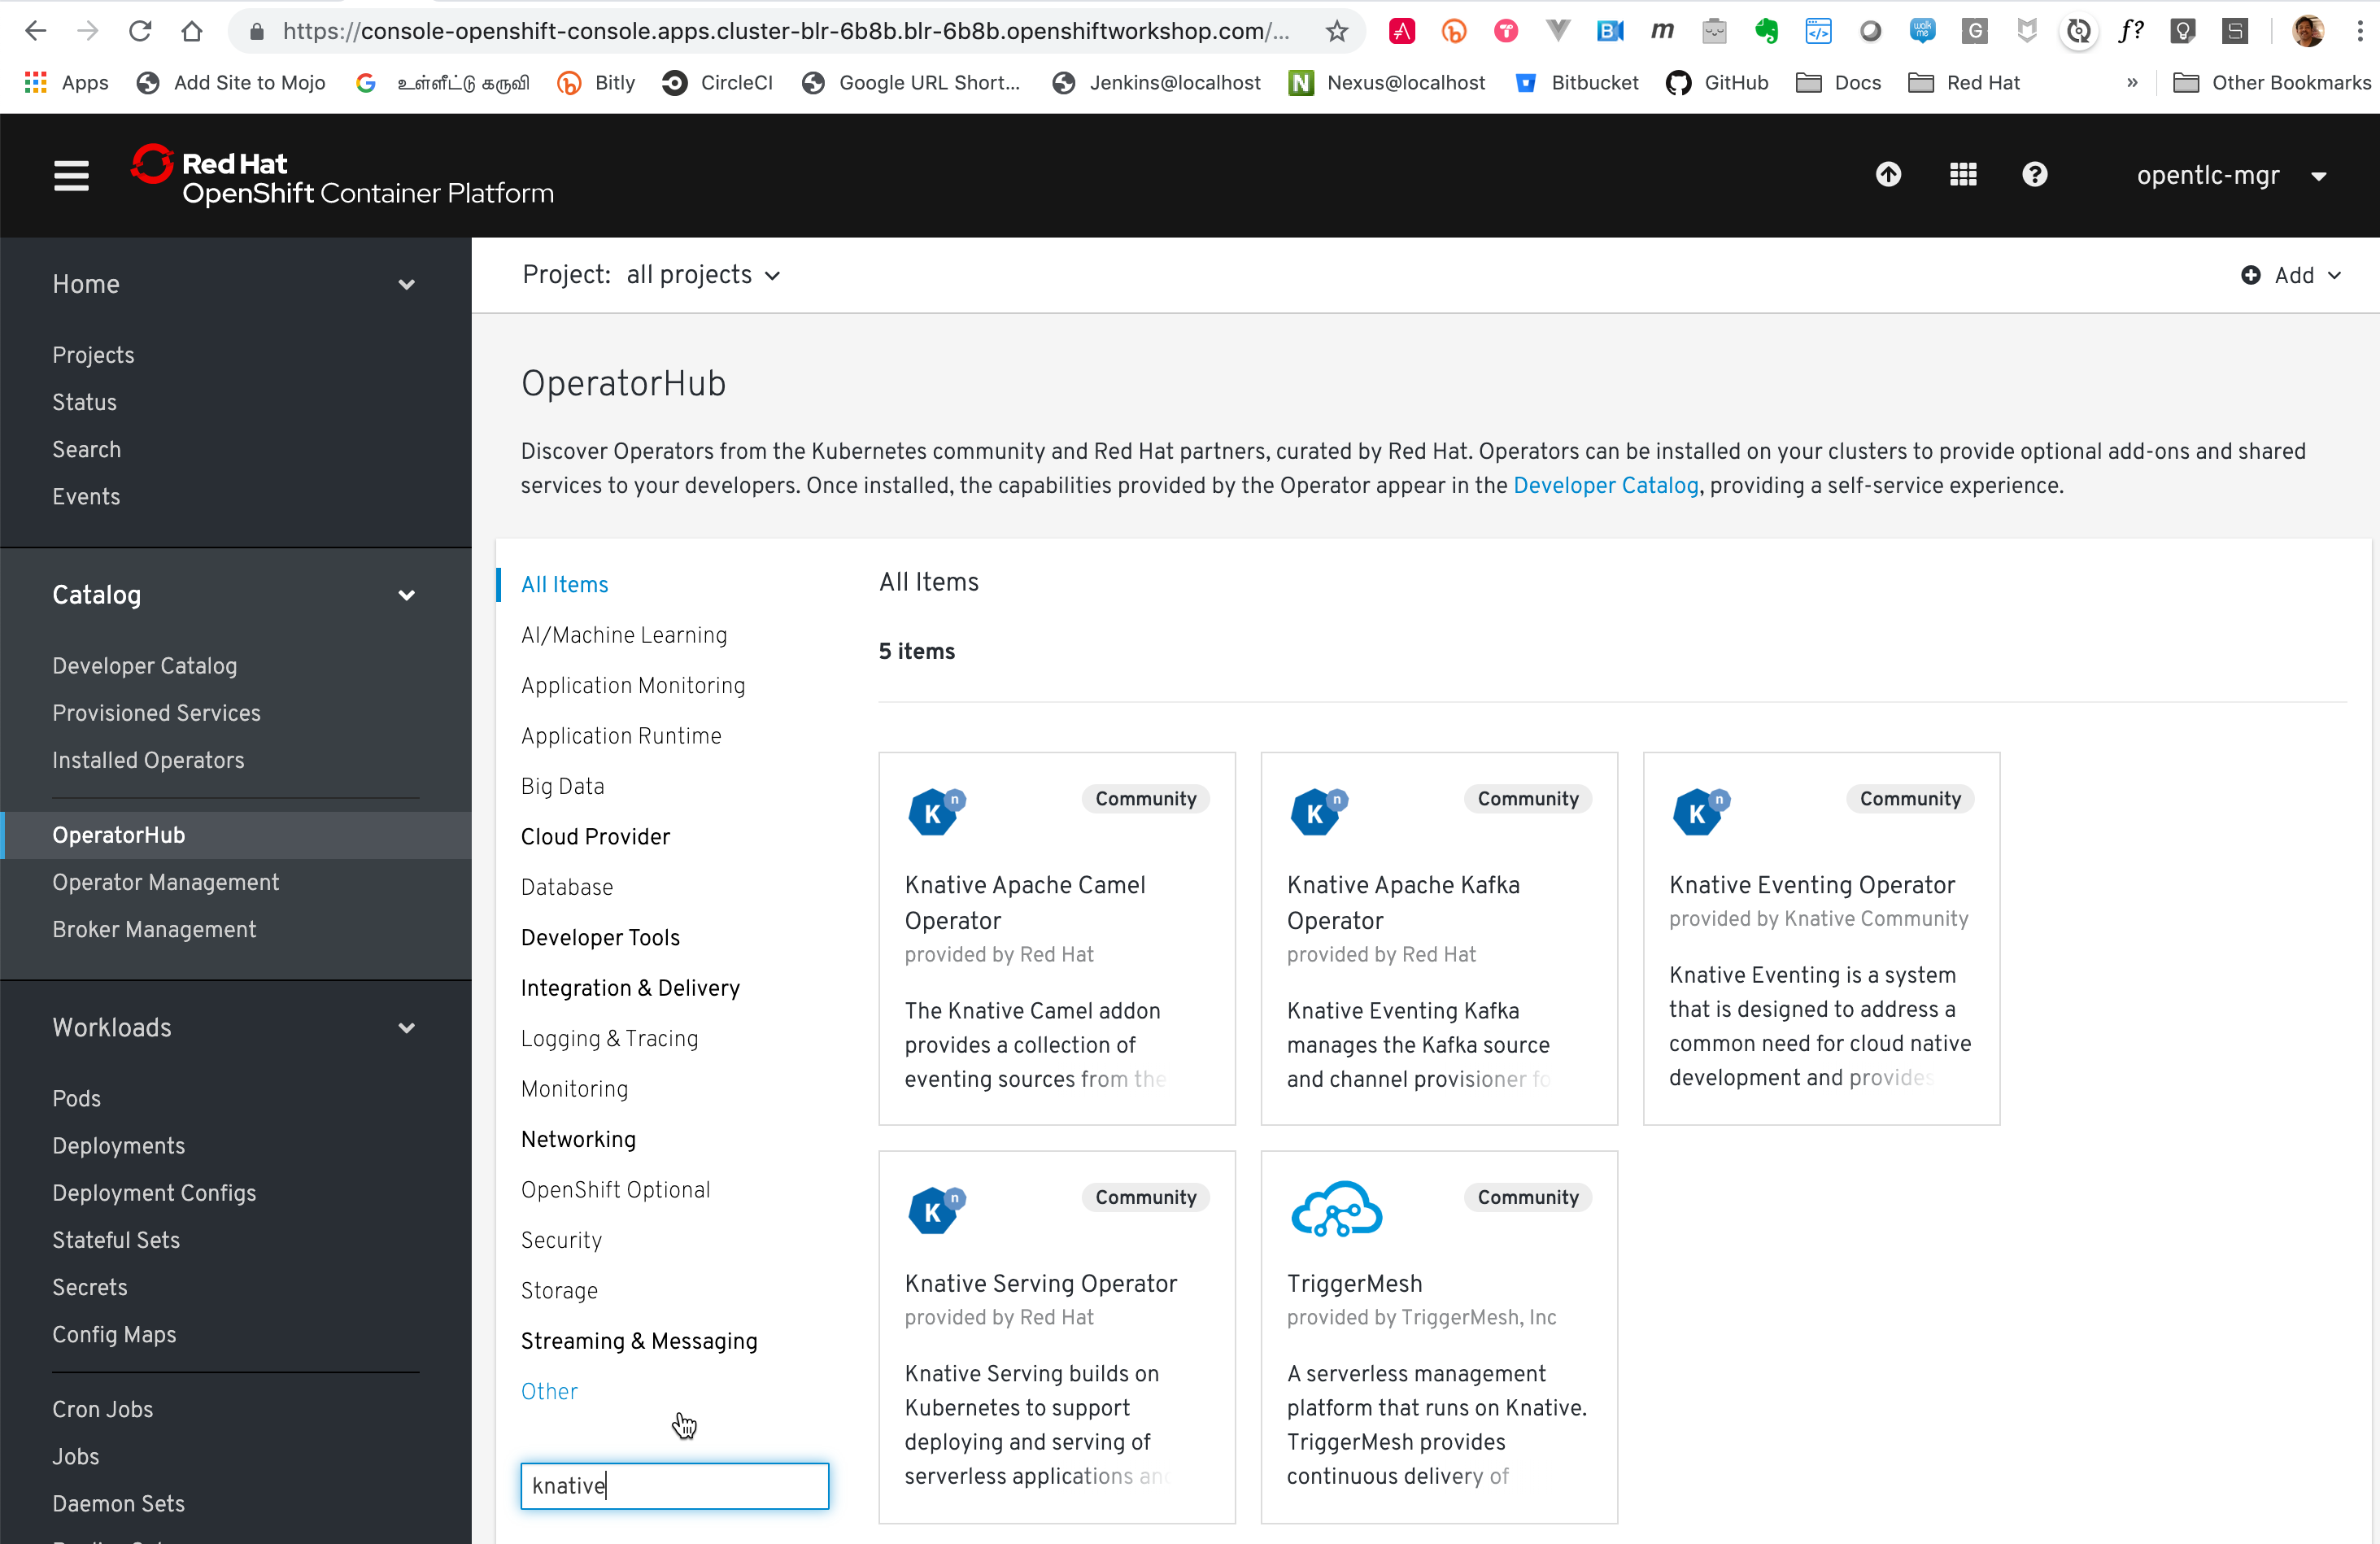 https://console-openshift-console.apps.cluster-blr-6b8b.blr-6b8b.openshiftworkshop.com/...
Apps
Add Site to Mojo
உள்ளீட்டு கருவி
Bitly
CircleCI
Google URL Short...
Jenkins@localhost
Nexus@localhost
Bitbucket
GitHub
Docs
Red Hat
»
Other Bookmarks
Red Hat
OpenShift Container Platform
opentlc-mgr
Home
Projects
Status
Search
Events
Catalog
Developer Catalog
Provisioned Services
Installed Operators
OperatorHub
Operator Management
Broker Management
Workloads
Pods
Deployments
Deployment Configs
Stateful Sets
Secrets
Config Maps
Cron Jobs
Jobs
Daemon Sets
Project: all projects
Add
OperatorHub
Discover Operators from the Kubernetes community and Red Hat partners, curated by Red Hat. Operators can be installed on your clusters to provide optional add-ons and shared
services to your developers. Once installed, the capabilities provided by the Operator appear in the Developer Catalog, providing a self-service experience.
All Items
AI/Machine Learning
Application Monitoring
Application Runtime
Big Data
Cloud Provider
Database
Developer Tools
Integration & Delivery
Logging & Tracing
Monitoring
Networking
OpenShift Optional
Security
Storage
Streaming & Messaging
Other
knative
All Items
5 items
Community
Knative Apache Camel
Operator
provided by Red Hat
The Knative Camel addon
provides a collection of
eventing sources from the
Community
Knative Apache Kafka
Operator
provided by Red Hat
Knative Eventing Kafka
manages the Kafka source
and channel provisioner fo
Community
Knative Eventing Operator
provided by Knative Community
Knative Eventing is a system
that is designed to address a
common need for cloud native
development and provides
Community
Knative Serving Operator
provided by Red Hat
Knative Serving builds on
Kubernetes to support
deploying and serving of
serverless applications and
Community
TriggerMesh
provided by TriggerMesh, Inc
A serverless management
platform that runs on Knative.
TriggerMesh provides
continuous delivery of